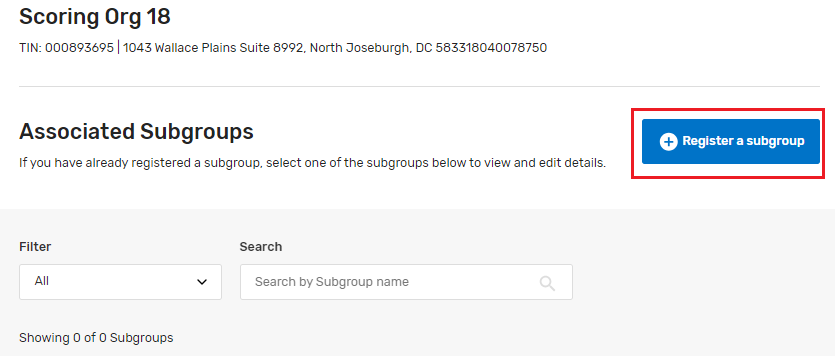 Scoring Org 18
TIN: 000893695 | 1043 Wallace Plains Suite 8992, North Joseburgh, DC 583318040078750
Associated Subgroups
Register a subgroup
If you have already registered a subgroup, select one of the subgroups below to view and edit details.
Filter
Search
All
Search by Subgroup name
Showing 0 of 0 Subgroups